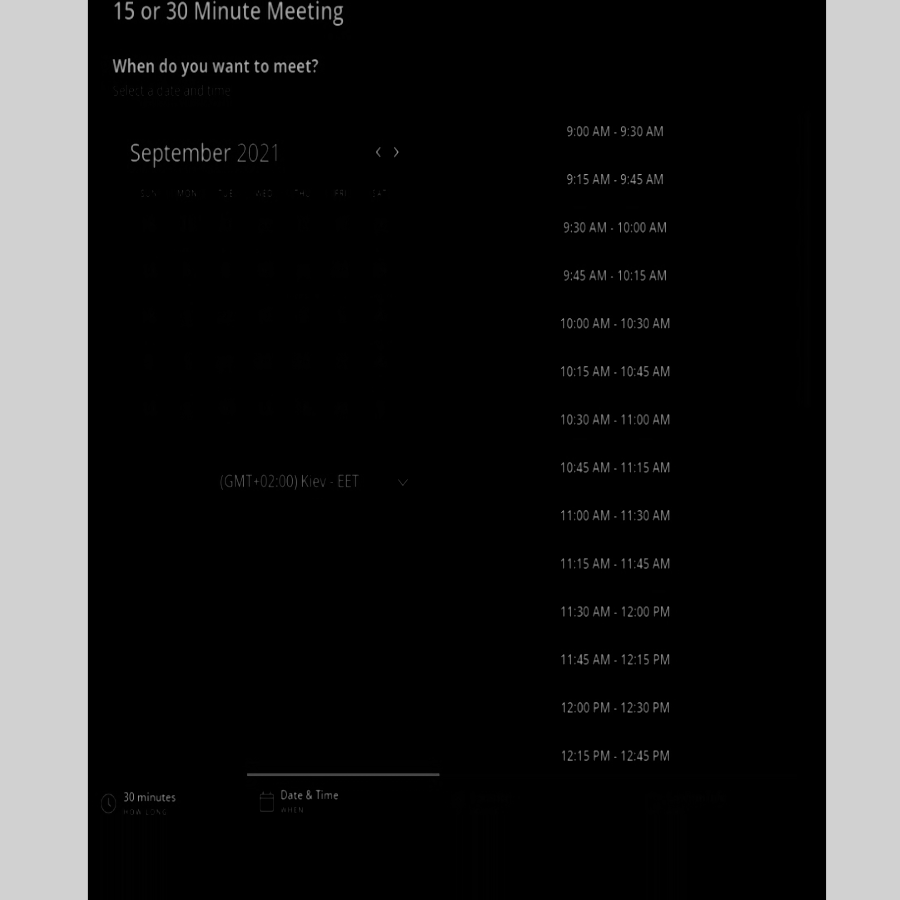 15 or 30 Minute Meeting
When do you want to meet?
Select a date and time
September 2021
SUN MON TUE WED THU FRI SAT
(GMT+02:00) Kiev - EET
9:00 AM - 9:30 AM
9:15 AM - 9:45 AM
9:30 AM - 10:00 AM
9:45 AM - 10:15 AM
10:00 AM - 10:30 AM
10:15 AM - 10:45 AM
10:30 AM - 11:00 AM
10:45 AM - 11:15 AM
11:00 AM - 11:30 AM
11:15 AM - 11:45 AM
11:30 AM - 12:00 PM
11:45 AM - 12:15 PM
12:00 PM - 12:30 PM
12:15 PM - 12:45 PM
30 minutes
HOW LONG
Date & Time
WHEN